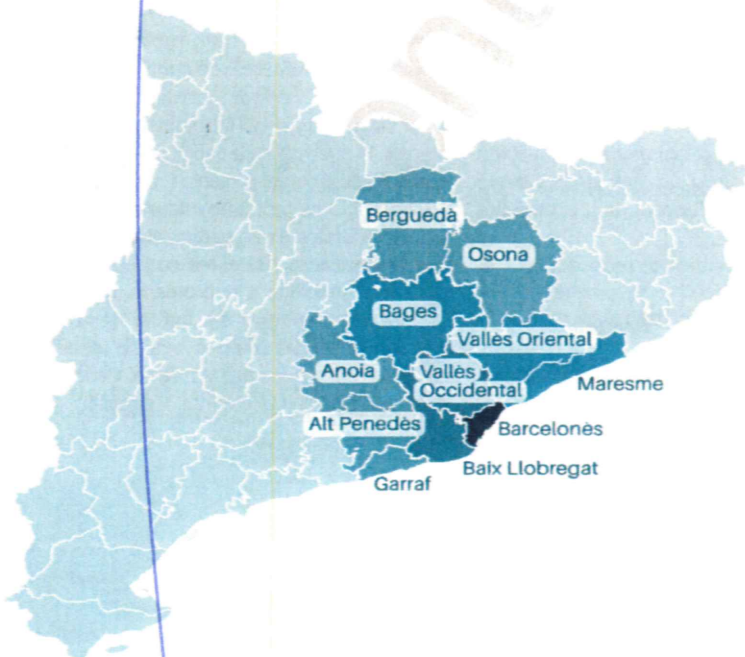 Berguedà
Osona
Bages
Vallès Oriental
Anoia
Vallès
Occidental
Maresme
Alt Penedès
Barcelonès
Baix Llobregat
Garraf